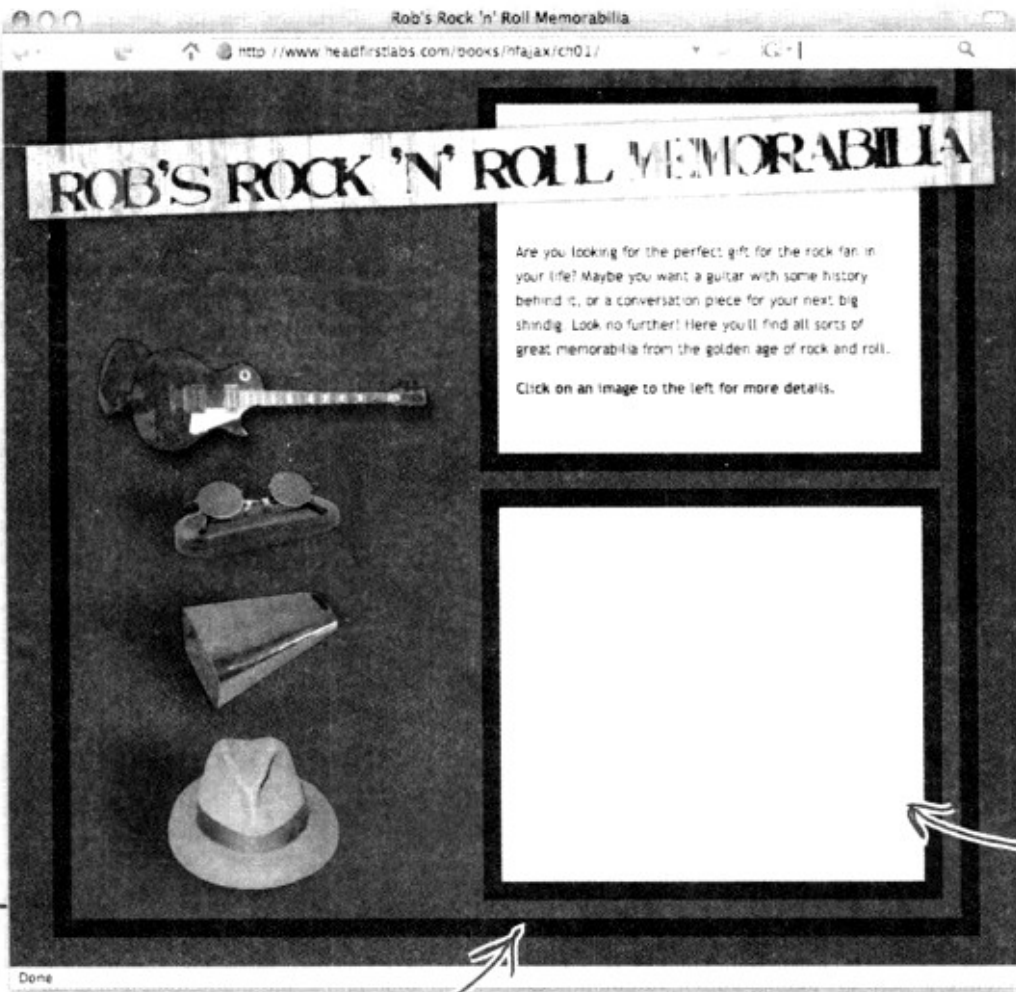 Rob's Rock 'n' Roll Memorabilia
http://www.headfirstlabs.com/books/hfajax/ch01/
G
ROB'S ROCK 'N' ROLL MEMORABILIA
Are you looking for the perfect gift for the rock fan in
your life? Maybe you want a guitar with some history
behind it, or a conversation piece for your next big
shindig. Look no further! Here you'll find all sorts of
great memorabilia from the golden age of rock and roll.
Click on an image to the left for more details.
Done